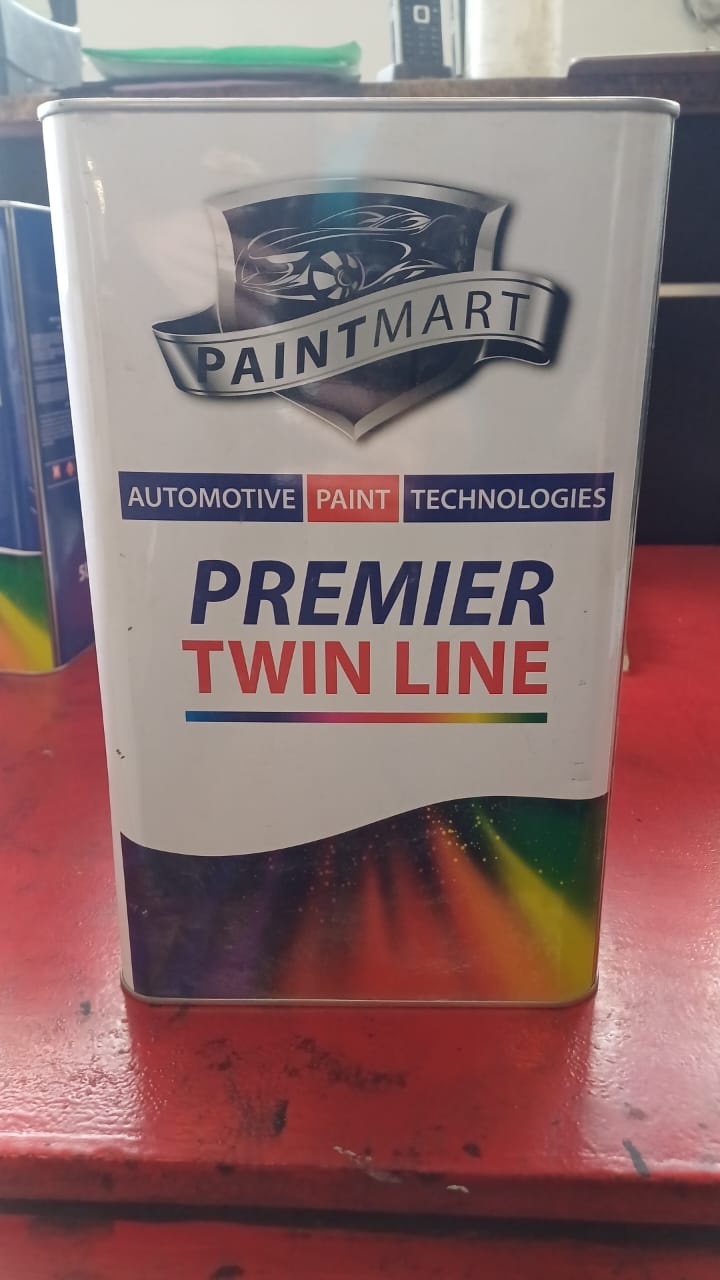 PAINTMART
AUTOMOTIVE PAINT TECHNOLOGIES
PREMIER
TWIN LINE